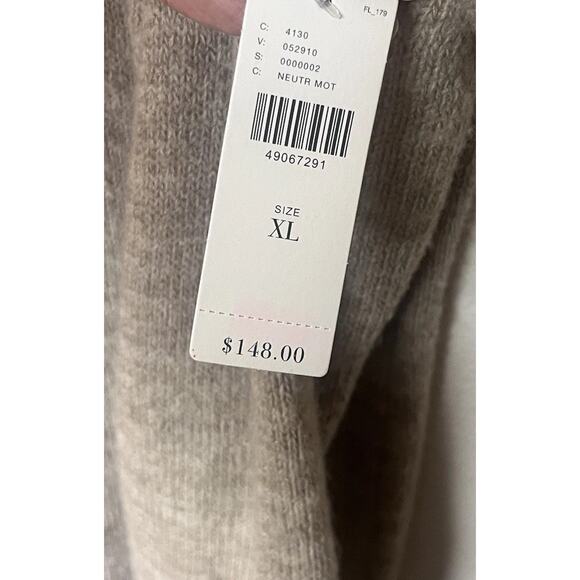 FL_179
C: 4130
V: 052910
S: 0000002
C: NEUTR MOT
49067291
SIZE
XL
$148.00